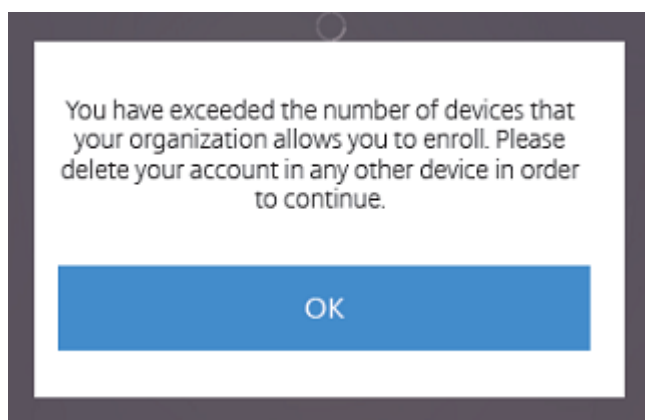 You have exceeded the number of devices that
your organization allows you to enroll. Please
delete your account in any other device in order
to continue.
OK